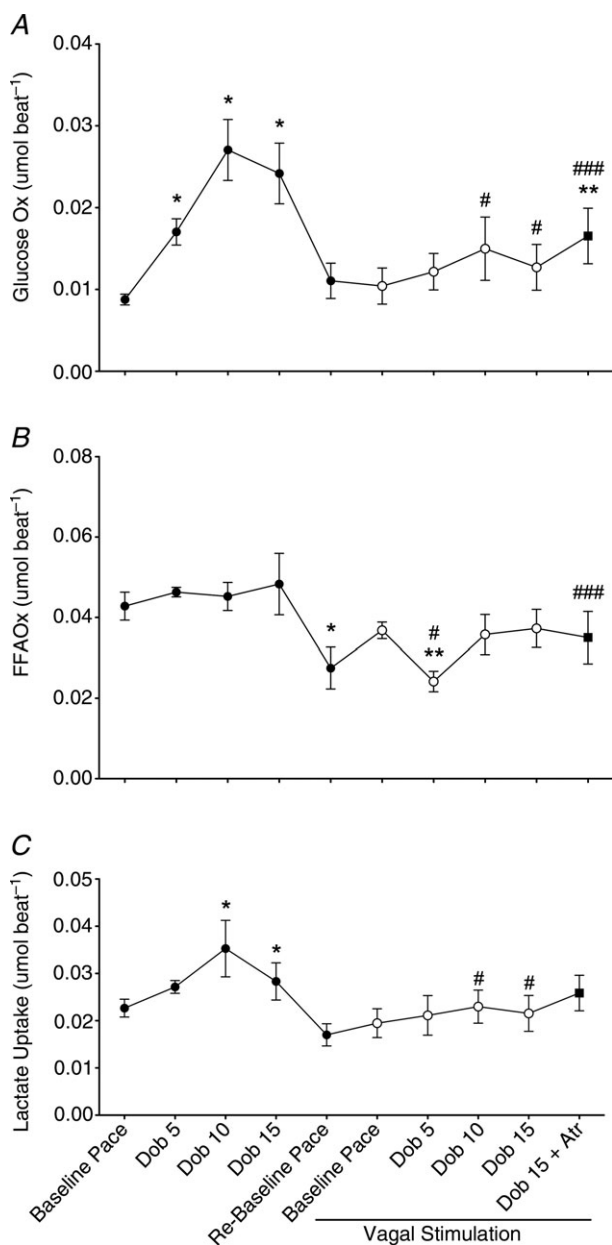 A
Glucose Ox (umol beat⁻¹)
0.04
0.03
0.02
0.01
0.00
*
*
*
#
#
###
**
B
FFAOx (umol beat⁻¹)
0.08
0.06
0.04
0.02
0.00
*
#
**
###
C
Lactate Uptake (umol beat⁻¹)
0.05
0.04
0.03
0.02
0.01
0.00
*
*
#
#
Baseline Pace
Dob 5
Dob 10
Dob 15
Re-Baseline Pace
Baseline Pace
Dob 5
Dob 10
Dob 15
Dob 15 + Atr
Vagal Stimulation